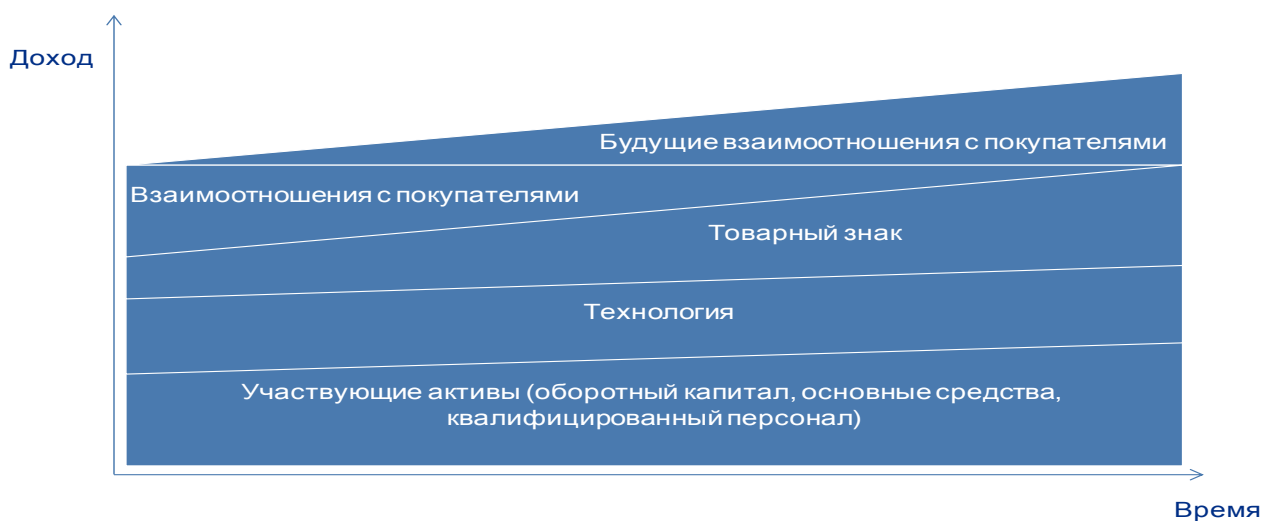 Доход
Будущие взаимоотношения с покупателями
Взаимоотношения с покупателями
Товарный знак
Технология
Участвующие активы (оборотный капитал, основные средства,
квалифицированный персонал)
Время